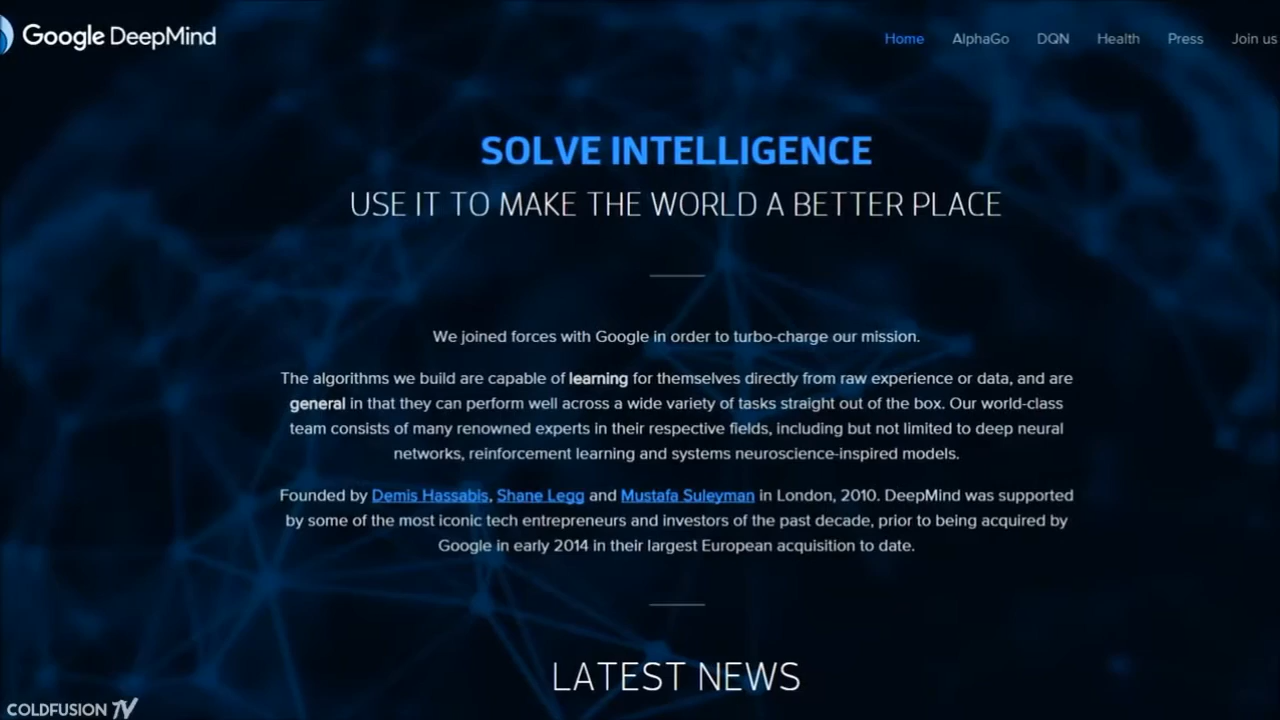 Google DeepMind
Home AlphaGo DQN Health Press Join us
SOLVE INTELLIGENCE
USE IT TO MAKE THE WORLD A BETTER PLACE
We joined forces with Google in order to turbo-charge our mission.
The algorithms we build are capable of learning for themselves directly from raw experience or data, and are
general in that they can perform well across a wide variety of tasks straight out of the box. Our world-class
team consists of many renowned experts in their respective fields, including but not limited to deep neural
networks, reinforcement learning and systems neuroscience-inspired models.
Founded by Demis Hassabis, Shane Legg and Mustafa Suleyman in London, 2010. DeepMind was supported
by some of the most iconic tech entrepreneurs and investors of the past decade, prior to being acquired by
Google in early 2014 in their largest European acquisition to date.
LATEST NEWS
COLDFUSION TV